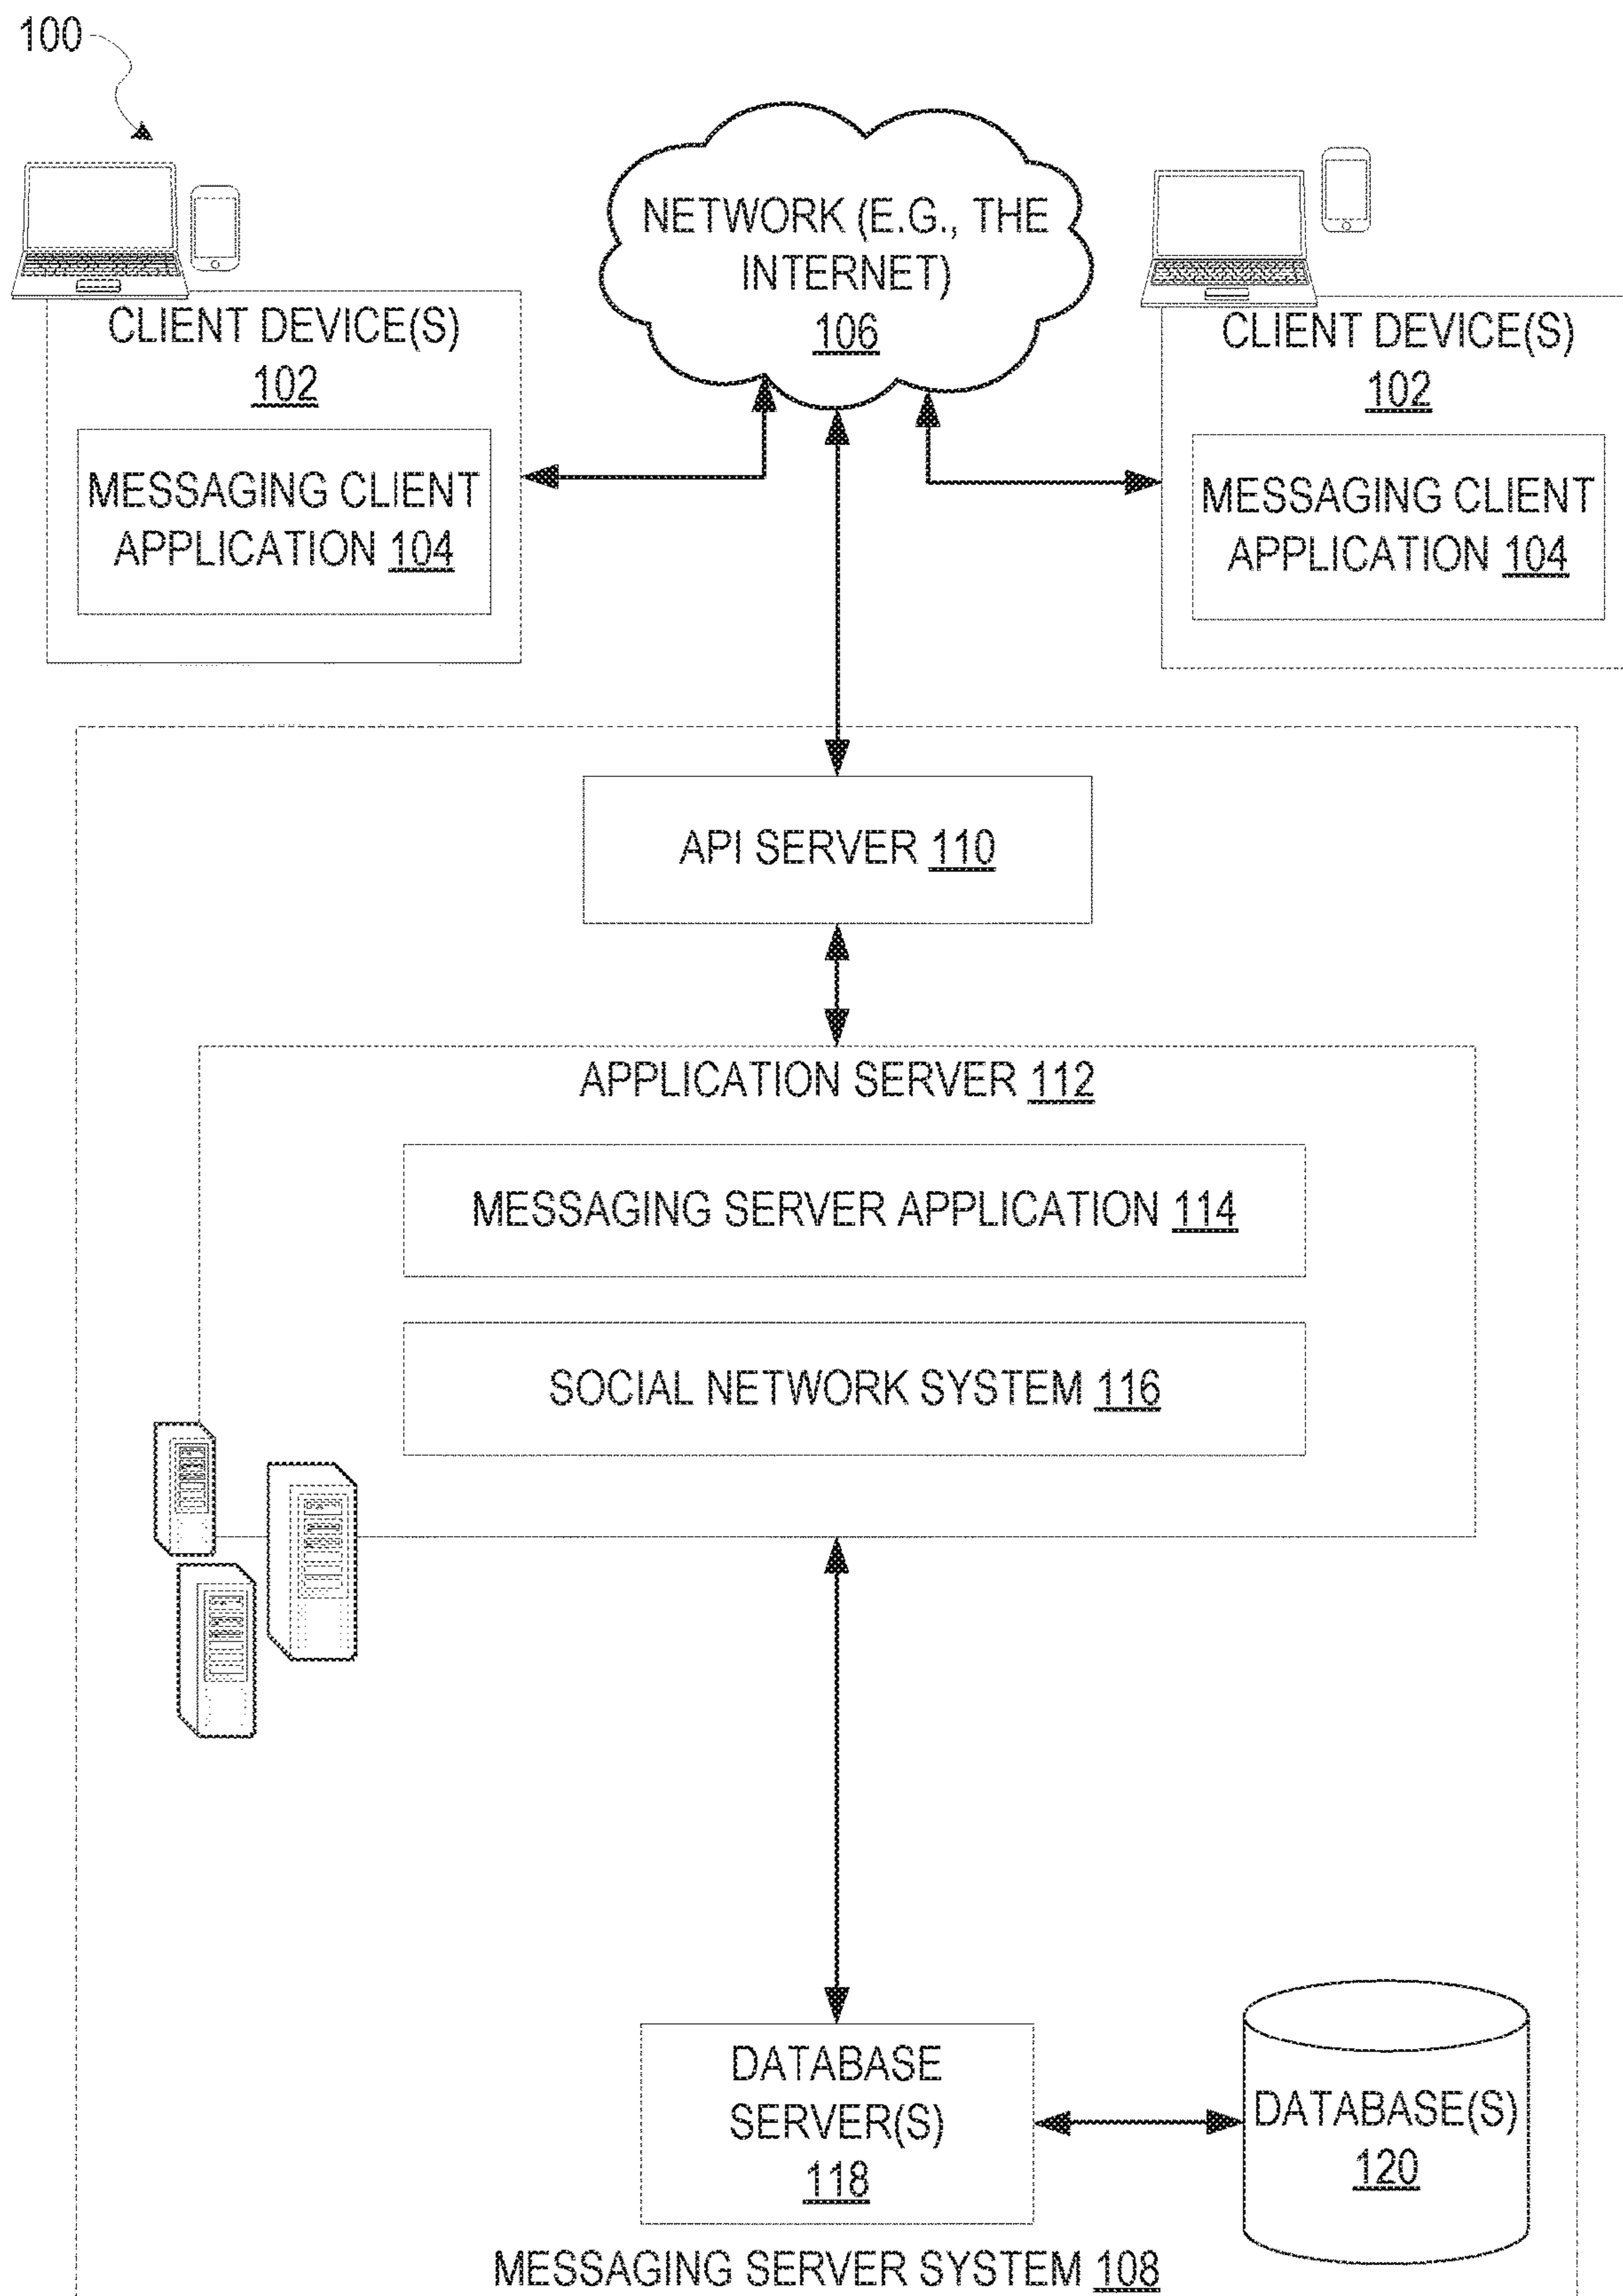 100
NETWORK (E.G., THE
INTERNET)
106
CLIENT DEVICE(S)
102
MESSAGING CLIENT
APPLICATION 104
CLIENT DEVICE(S)
102
MESSAGING CLIENT
APPLICATION 104
API SERVER 110
APPLICATION SERVER 112
MESSAGING SERVER APPLICATION 114
SOCIAL NETWORK SYSTEM 116
DATABASE
SERVER(S)
118
DATABASE(S)
120
MESSAGING SERVER SYSTEM 108